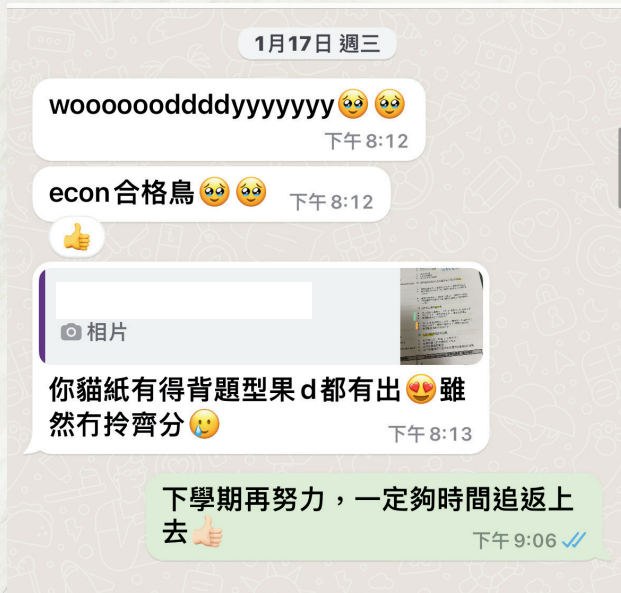 1月17日 週三
wooooooddddyyyyyyy🥹🥹
下午 8:12
econ合格鳥🥹🥹 下午 8:12
👍
相片
你貓紙有得背題型果d都有出😍雖
然冇拎齊分🥲 下午 8:13
下學期再努力，一定夠時間追返上
去👍🏻 下午 9:06